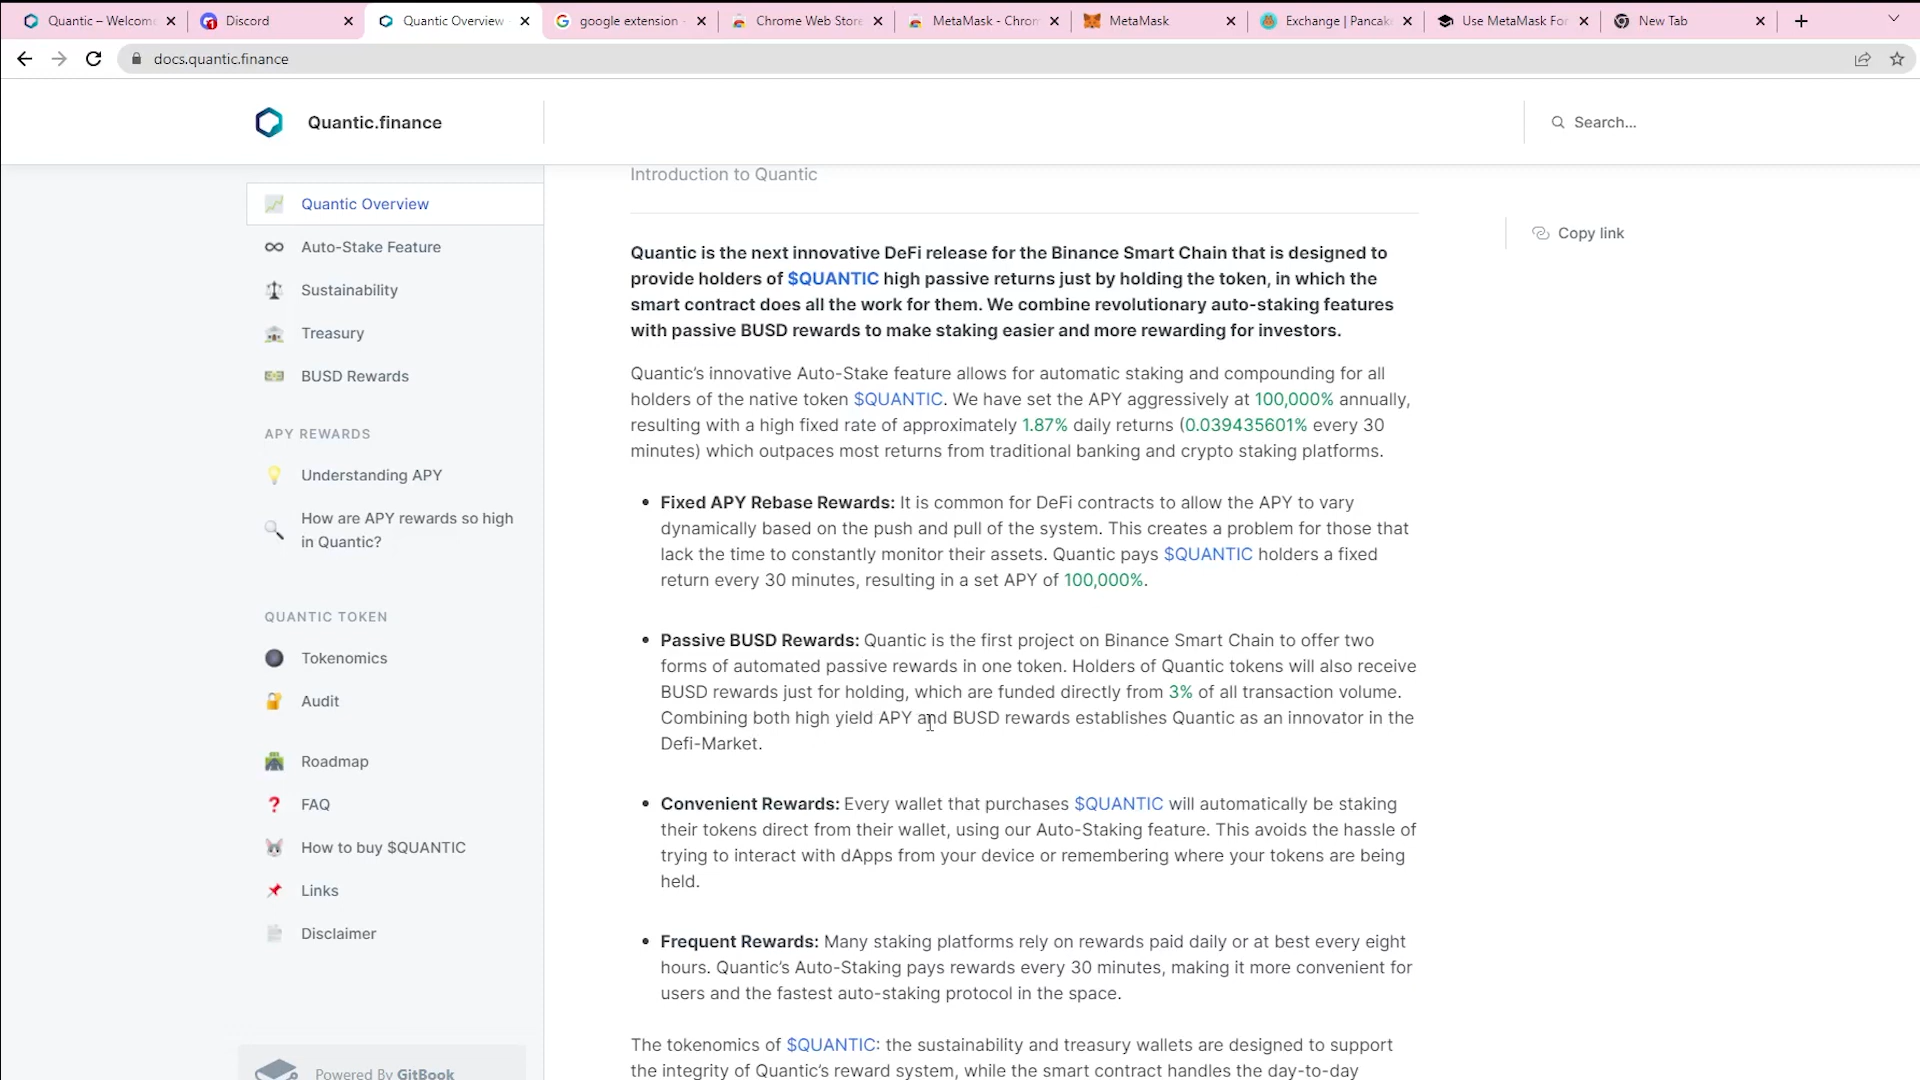 Quantic – Welcom
Discord
Quantic Overview
google extension
Chrome Web Store
MetaMask - Chrom
MetaMask
Exchange | Pancak
Use MetaMask For
New Tab
docs.quantic.finance
Quantic.finance
Search...
Quantic Overview
Auto-Stake Feature
Sustainability
Treasury
BUSD Rewards
APY REWARDS
Understanding APY
How are APY rewards so high
in Quantic?
QUANTIC TOKEN
Tokenomics
Audit
Roadmap
FAQ
How to buy $QUANTIC
Links
Disclaimer
Powered By GitBook
Introduction to Quantic
Copy link
Quantic is the next innovative DeFi release for the Binance Smart Chain that is designed to
provide holders of $QUANTIC high passive returns just by holding the token, in which the
smart contract does all the work for them. We combine revolutionary auto-staking features
with passive BUSD rewards to make staking easier and more rewarding for investors.
Quantic's innovative Auto-Stake feature allows for automatic staking and compounding for all
holders of the native token $QUANTIC. We have set the APY aggressively at 100,000% annually,
resulting with a high fixed rate of approximately 1.87% daily returns (0.039435601% every 30
minutes) which outpaces most returns from traditional banking and crypto staking platforms.
• Fixed APY Rebase Rewards: It is common for DeFi contracts to allow the APY to vary
dynamically based on the push and pull of the system. This creates a problem for those that
lack the time to constantly monitor their assets. Quantic pays $QUANTIC holders a fixed
return every 30 minutes, resulting in a set APY of 100,000%.
• Passive BUSD Rewards: Quantic is the first project on Binance Smart Chain to offer two
forms of automated passive rewards in one token. Holders of Quantic tokens will also receive
BUSD rewards just for holding, which are funded directly from 3% of all transaction volume.
Combining both high yield APY and BUSD rewards establishes Quantic as an innovator in the
Defi-Market.
• Convenient Rewards: Every wallet that purchases $QUANTIC will automatically be staking
their tokens direct from their wallet, using our Auto-Staking feature. This avoids the hassle of
trying to interact with dApps from your device or remembering where your tokens are being
held.
• Frequent Rewards: Many staking platforms rely on rewards paid daily or at best every eight
hours. Quantic's Auto-Staking pays rewards every 30 minutes, making it more convenient for
users and the fastest auto-staking protocol in the space.
The tokenomics of $QUANTIC: the sustainability and treasury wallets are designed to support
the integrity of Quantic's reward system, while the smart contract handles the day-to-day